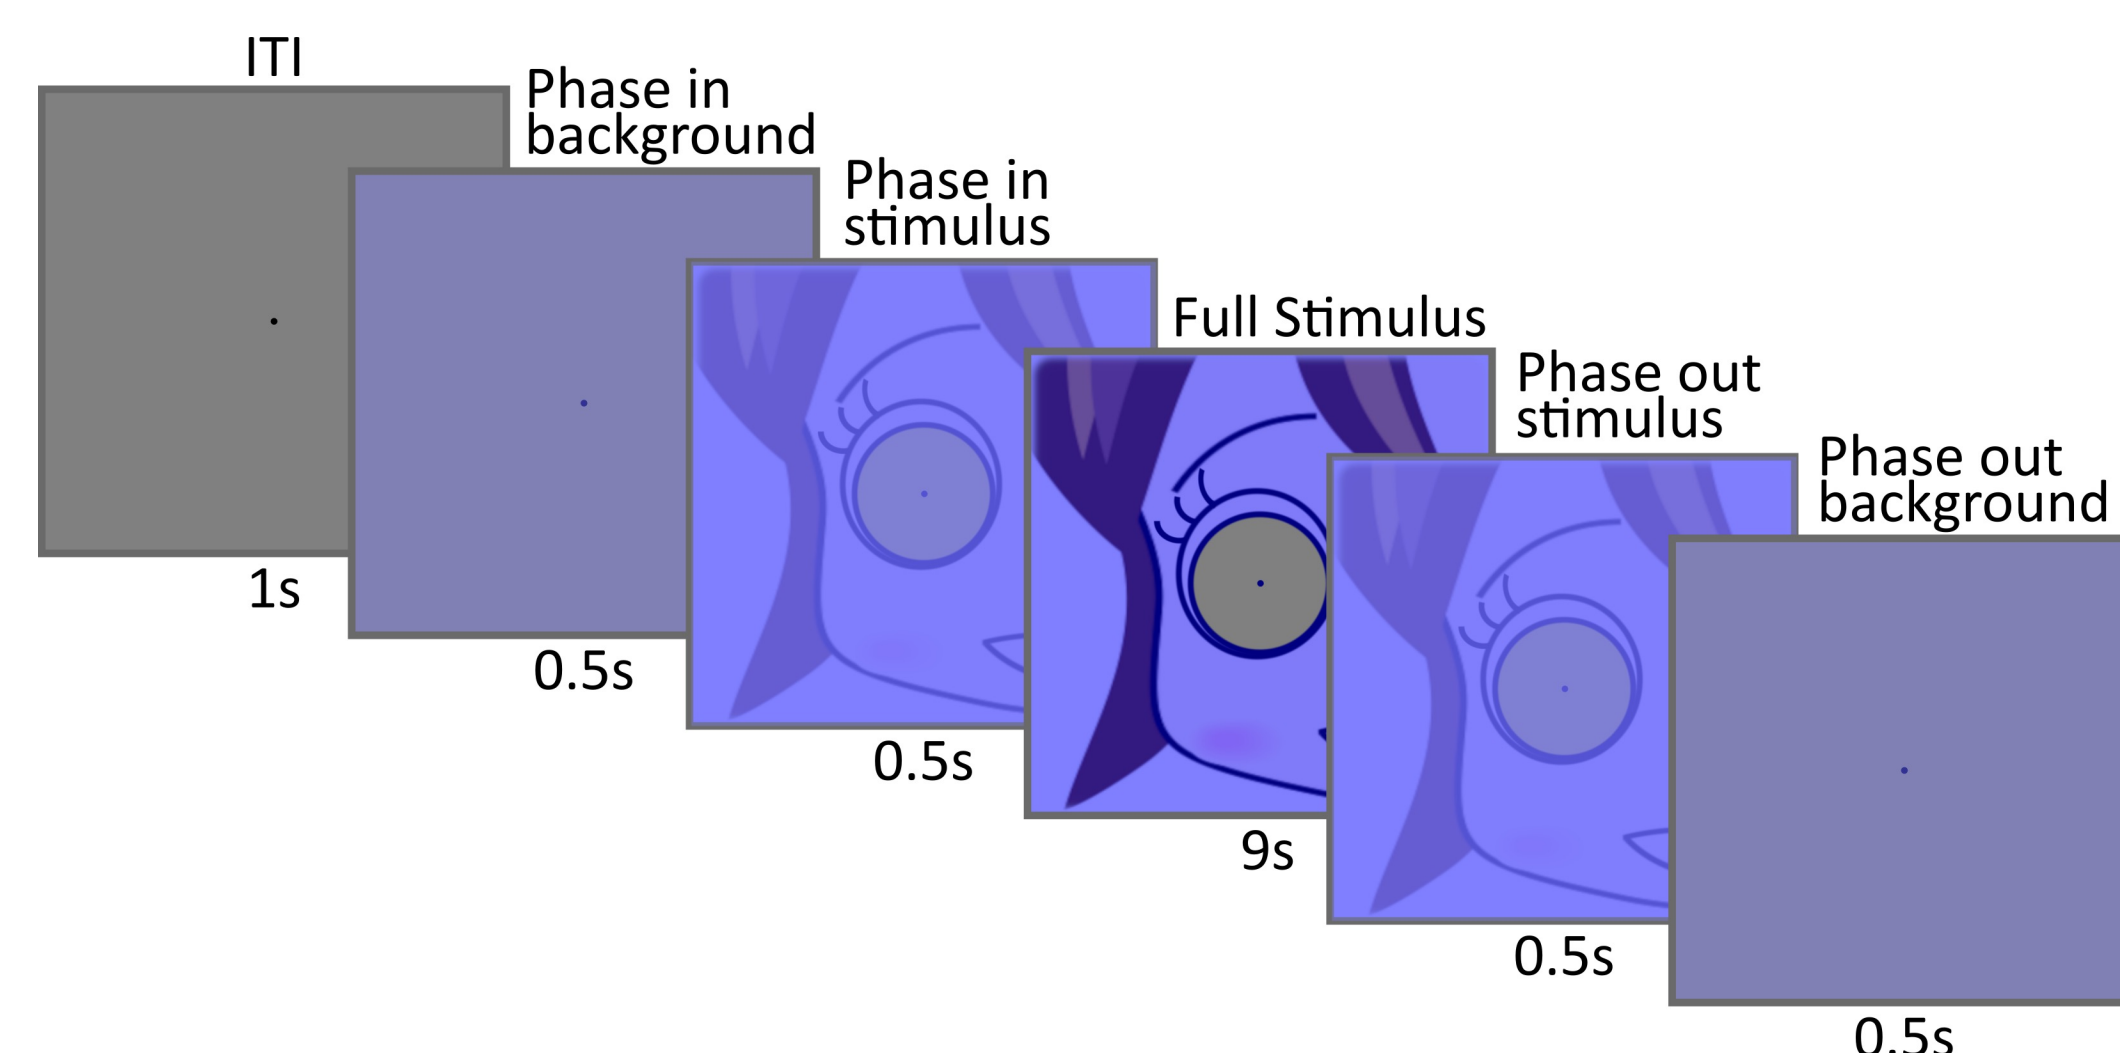 ITI
1s
Phase in
background
0.5s
Phase in
stimulus
0.5s
Full Stimulus
9s
Phase out
stimulus
0.5s
Phase out
background
0.5s